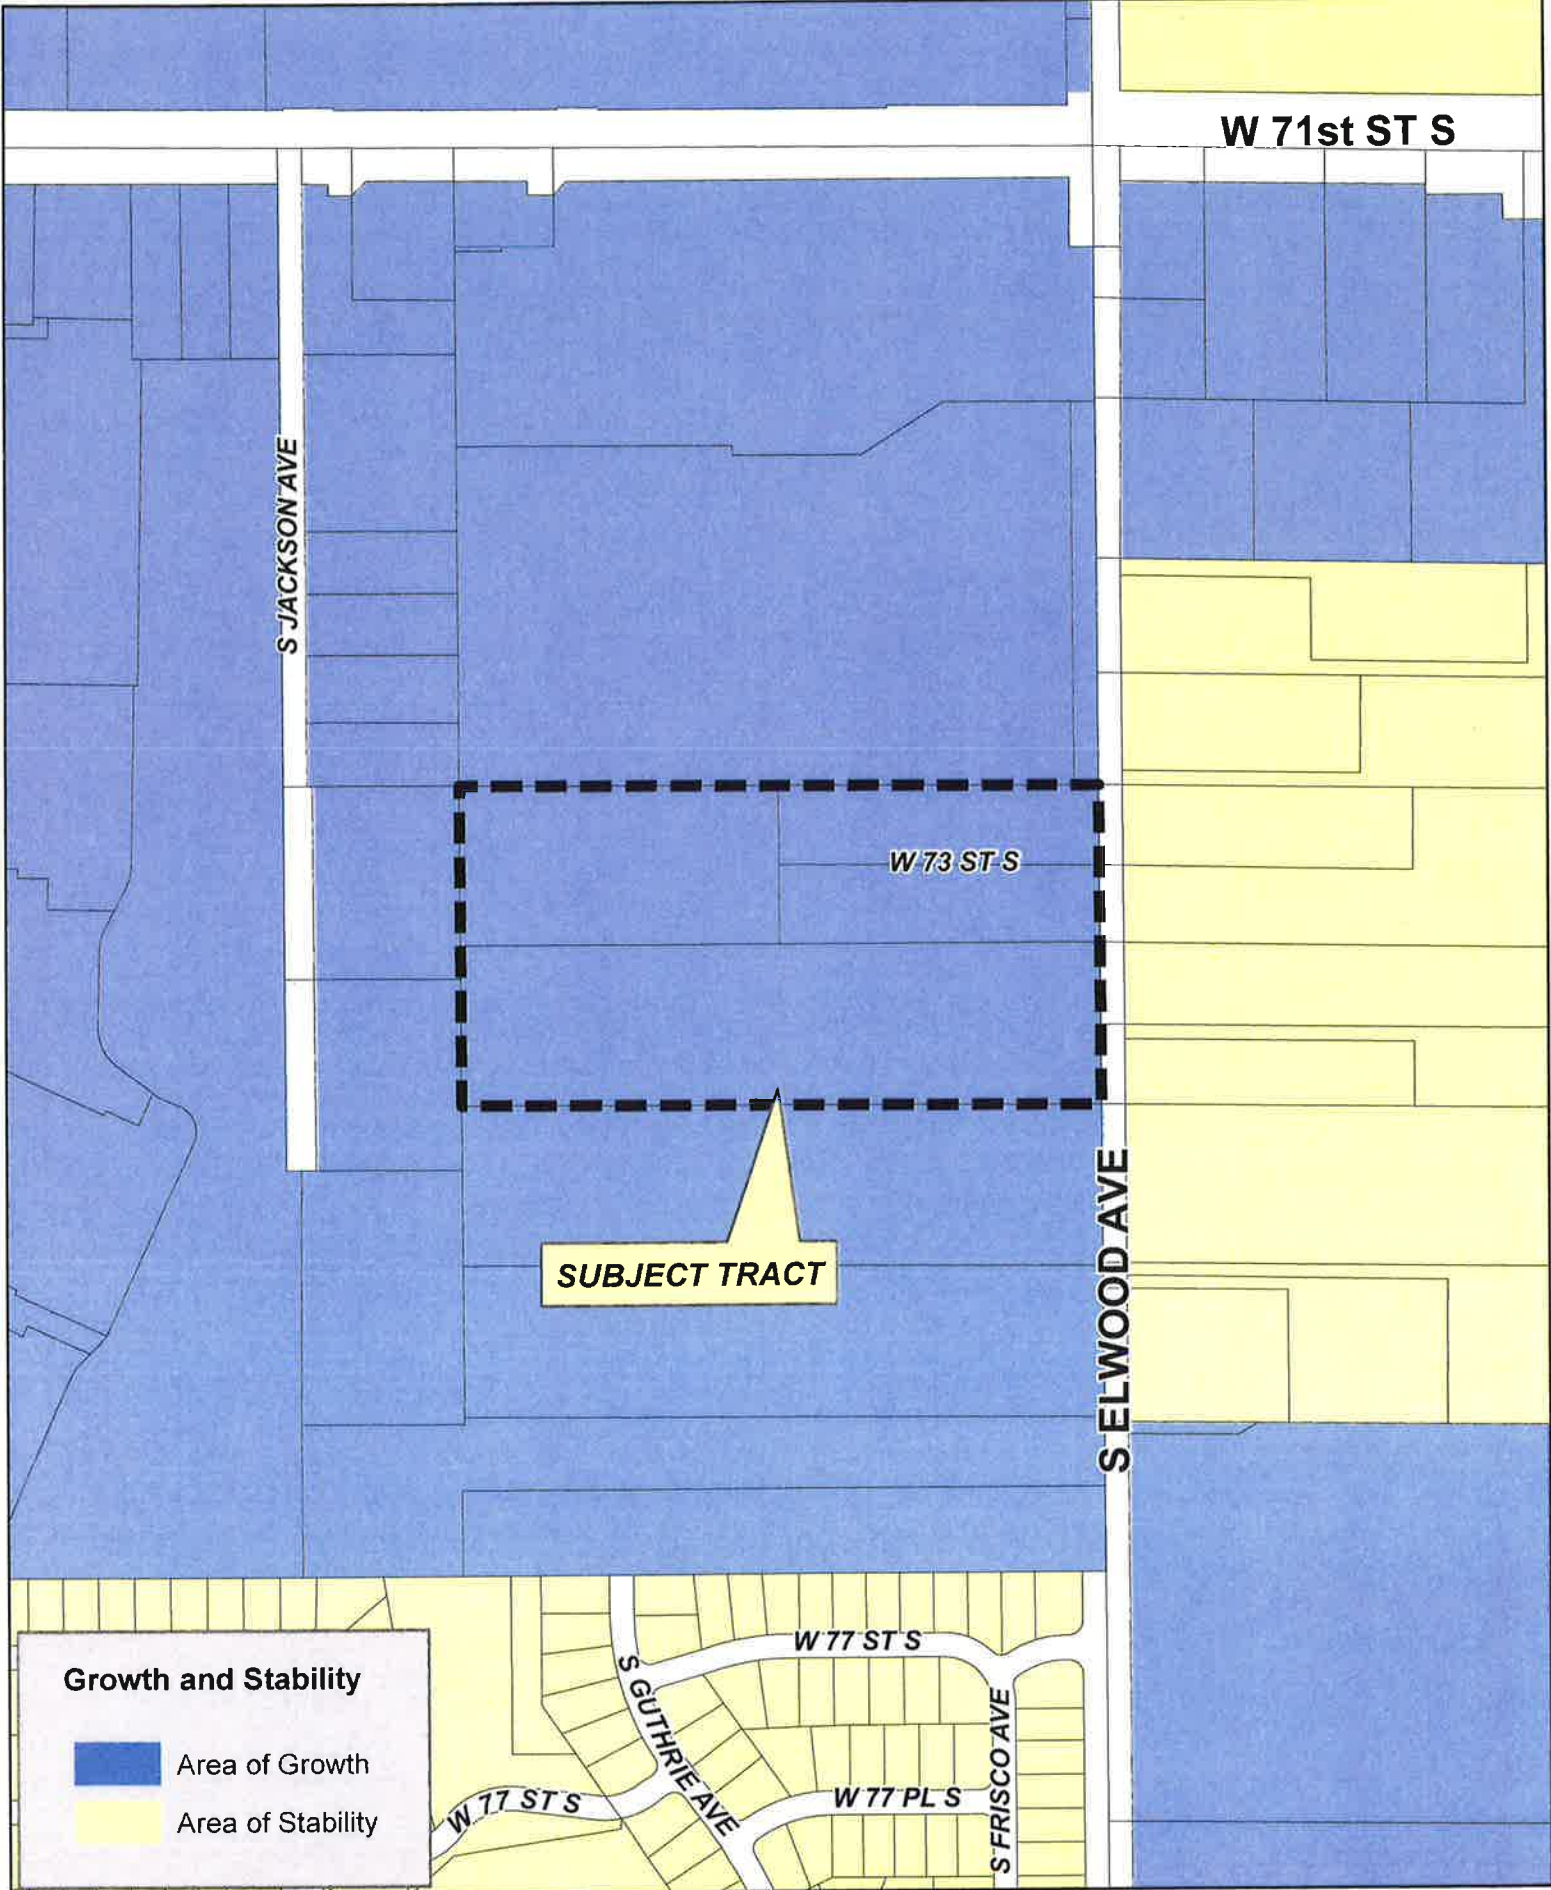 W 71st ST S
S JACKSON AVE
W 73 ST S
SUBJECT TRACT
S ELWOOD AVE
W 77 ST S
S GUTHRIE AVE
S FRISCO AVE
W 77 PL S
W 77 ST S
Growth and Stability
Area of Growth
Area of Stability